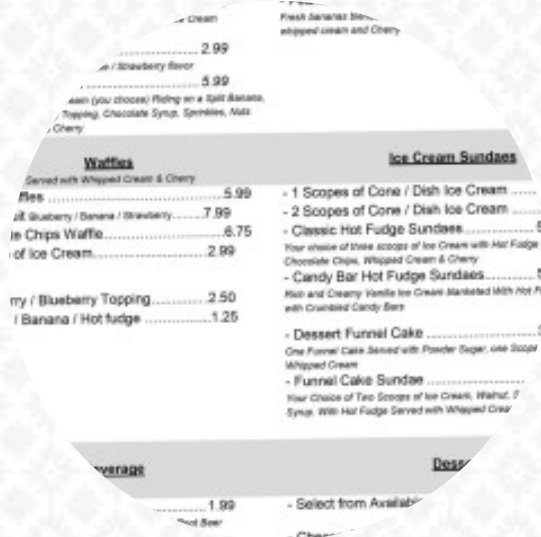 Cream
Fresh bananas
whipped cream and Cherry
2.99
/ Strawberry flavor
5.99
(you choose) Riding on a Split Banana,
Topping, Chocolate Syrup, Sprinkles, Nuts
Cherry
Waffles
Served with Whipped Cream & Cherry
5.99
Blueberry / Banana / Strawberry 7.99
Chips Waffle 6.75
of Ice Cream 2.99
/ Blueberry Topping 2.50
/ Banana / Hot fudge 1.25
Ice Cream Sundaes
- 1 Scopes of Cone / Dish Ice Cream
- 2 Scopes of Cone / Dish Ice Cream
- Classic Hot Fudge Sundaes
Your choice of three scoops of Ice Cream with Hot Fudge
Chocolate Chips, Whipped Cream & Cherry
- Candy Bar Hot Fudge Sundaes
Rich and Creamy Vanilla Ice Cream blanketed With Hot
with Crumbled Candy Bars
- Dessert Funnel Cake
One Funnel Cake Served with Powder Sugar, one Scope
Whipped Cream
- Funnel Cake Sundae
Your Choice of Two Scoops of Ice Cream, Walnut,
Syrup, With Hot Fudge Served with Whipped
1.99
Root Beer
- Select from